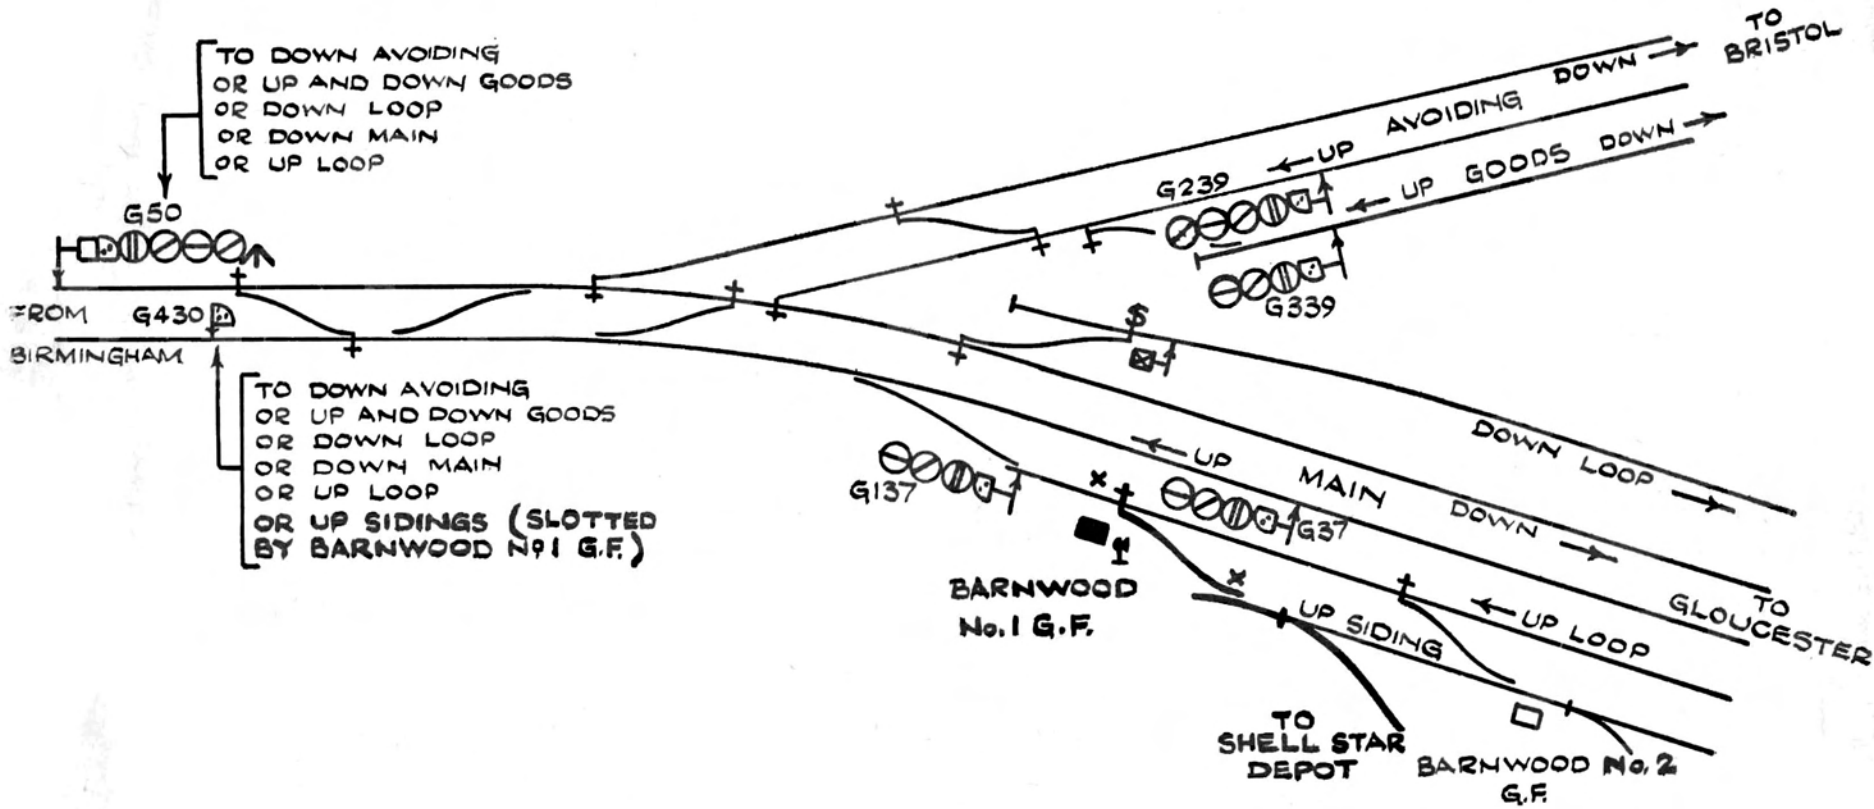 TO DOWN AVOIDING
OR UP AND DOWN GOODS
OR DOWN LOOP
OR DOWN MAIN
OR UP LOOP
G50
FROM
BIRMINGHAM
G430
TO DOWN AVOIDING
OR UP AND DOWN GOODS
OR DOWN LOOP
OR DOWN MAIN
OR UP LOOP
OR UP SIDINGS (SLOTTED
BY BARNWOOD No1 G.F.)
TO
BRISTOL
DOWN
AVOIDING
UP
DOWN
GOODS
UP
G239
G339
$
DOWN LOOP
UP
MAIN
DOWN
G137
G37
TO
GLOUCESTER
BARNWOOD
No.1 G.F.
UP LOOP
UP SIDING
TO
SHELL STAR
DEPOT
BARNWOOD No.2
G.F.